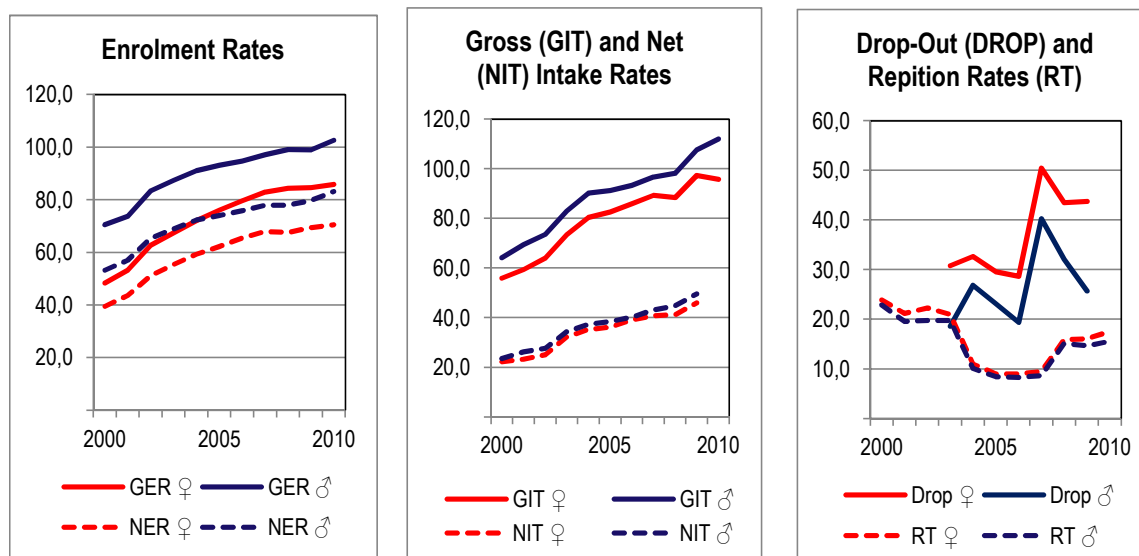 Enrolment Rates
120,0
100,0
80,0
60,0
40,0
20,0
2000 2005 2010
GER ♀ GER ♂
NER ♀ NER ♂
Gross (GIT) and Net
(NIT) Intake Rates
120,0
100,0
80,0
60,0
40,0
20,0
2000 2005 2010
GIT ♀ GIT ♂
NIT ♀ NIT ♂
Drop-Out (DROP) and
Repition Rates (RT)
60,0
50,0
40,0
30,0
20,0
10,0
2000 2005 2010
Drop ♀ Drop ♂
RT ♀ RT ♂